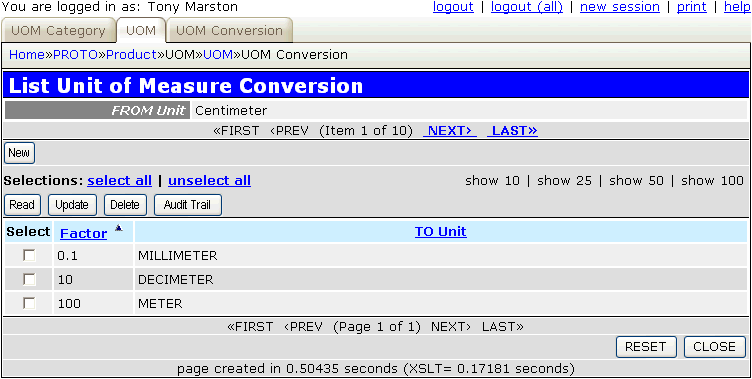 You are logged in as: Tony Marston logout | logout (all) | new session | print | help
UOM Category UOM UOM Conversion
Home»PROTO»Product»UOM»UOM»UOM Conversion
List Unit of Measure Conversion
FROM Unit Centimeter
«FIRST ‹PREV (Item 1 of 10) NEXT› LAST»
New
Selections: select all | unselect all show 10 | show 25 | show 50 | show 100
Read Update Delete Audit Trail
Select Factor TO Unit
0.1 MILLIMETER
10 DECIMETER
100 METER
«FIRST ‹PREV (Page 1 of 1) NEXT› LAST»
RESET CLOSE
page created in 0.50435 seconds (XSLT= 0.17181 seconds)